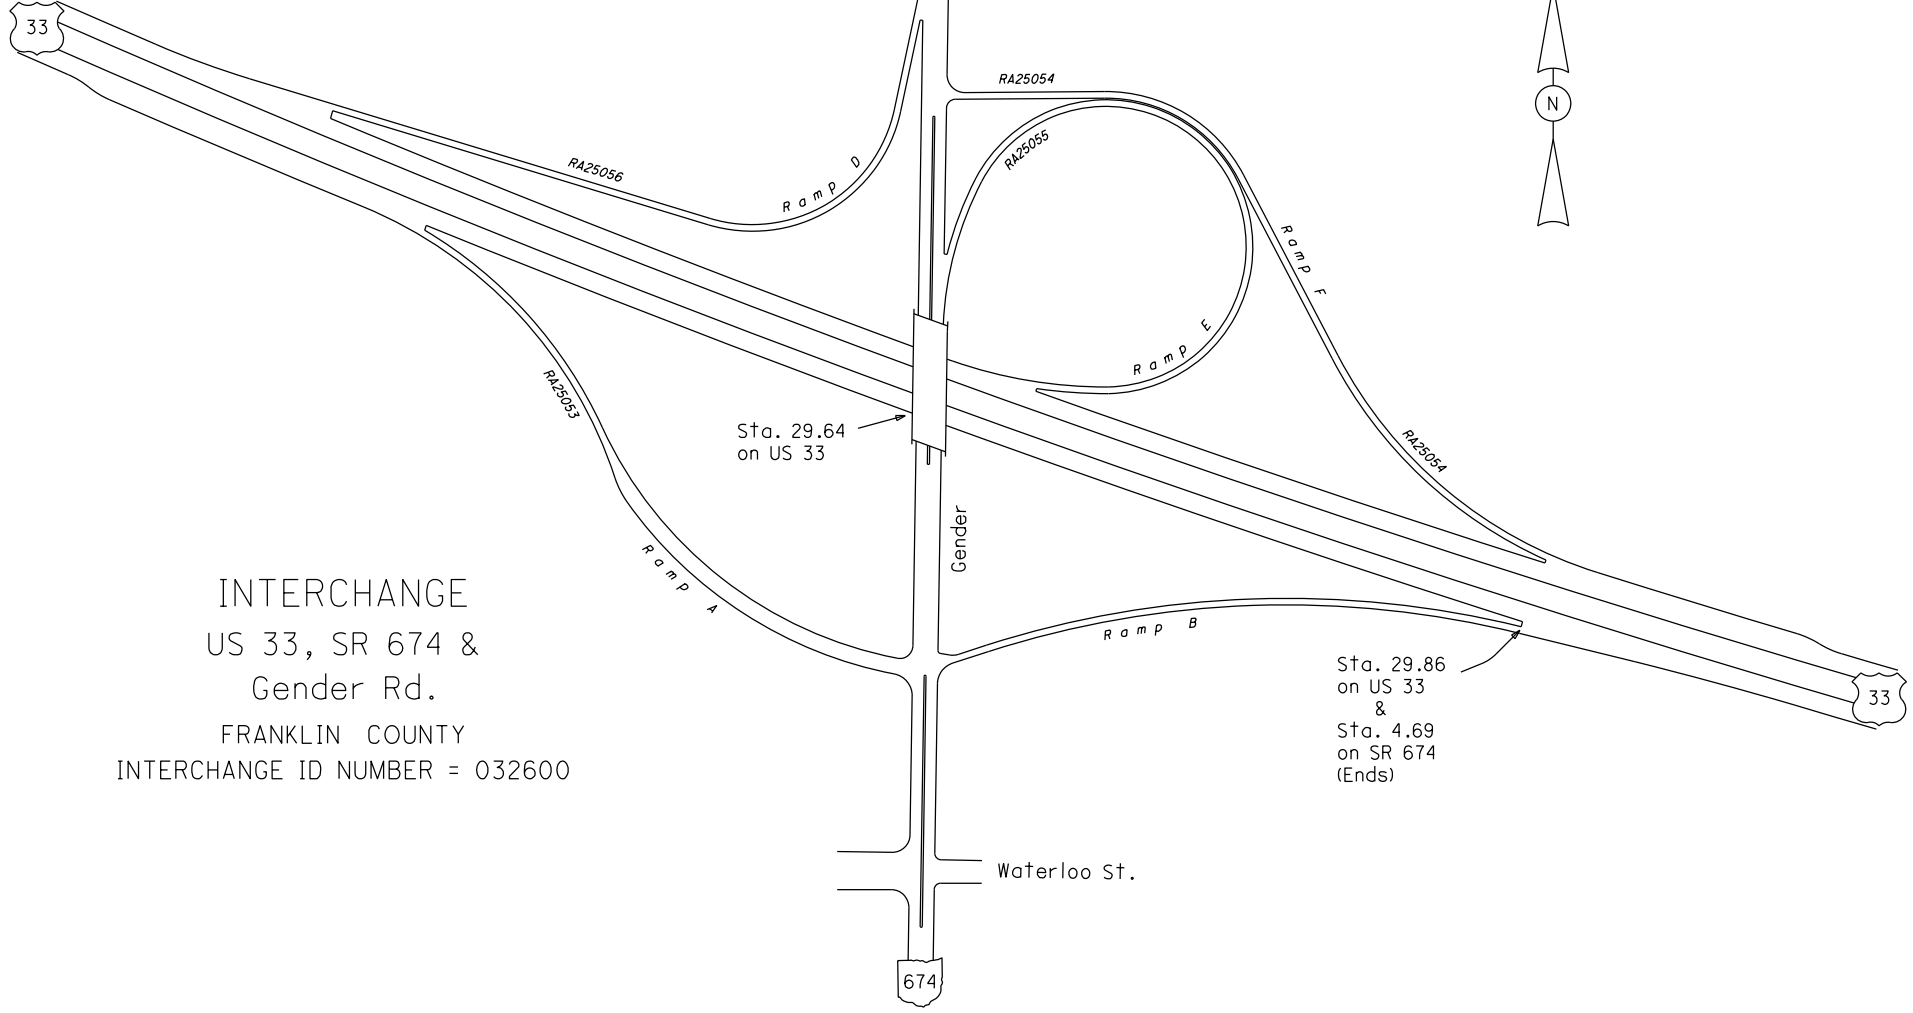 33
RA25054
N
RA25055
RA25056
Ramp D
Ramp F
Ramp E
RA25053
Sta. 29.64
on US 33
RA25054
Gender
Ramp A
INTERCHANGE
US 33, SR 674 &
Gender Rd.
FRANKLIN COUNTY
INTERCHANGE ID NUMBER = 032600
Ramp B
Sta. 29.86
on US 33
&
Sta. 4.69
on SR 674
(Ends)
33
Waterloo St.
674